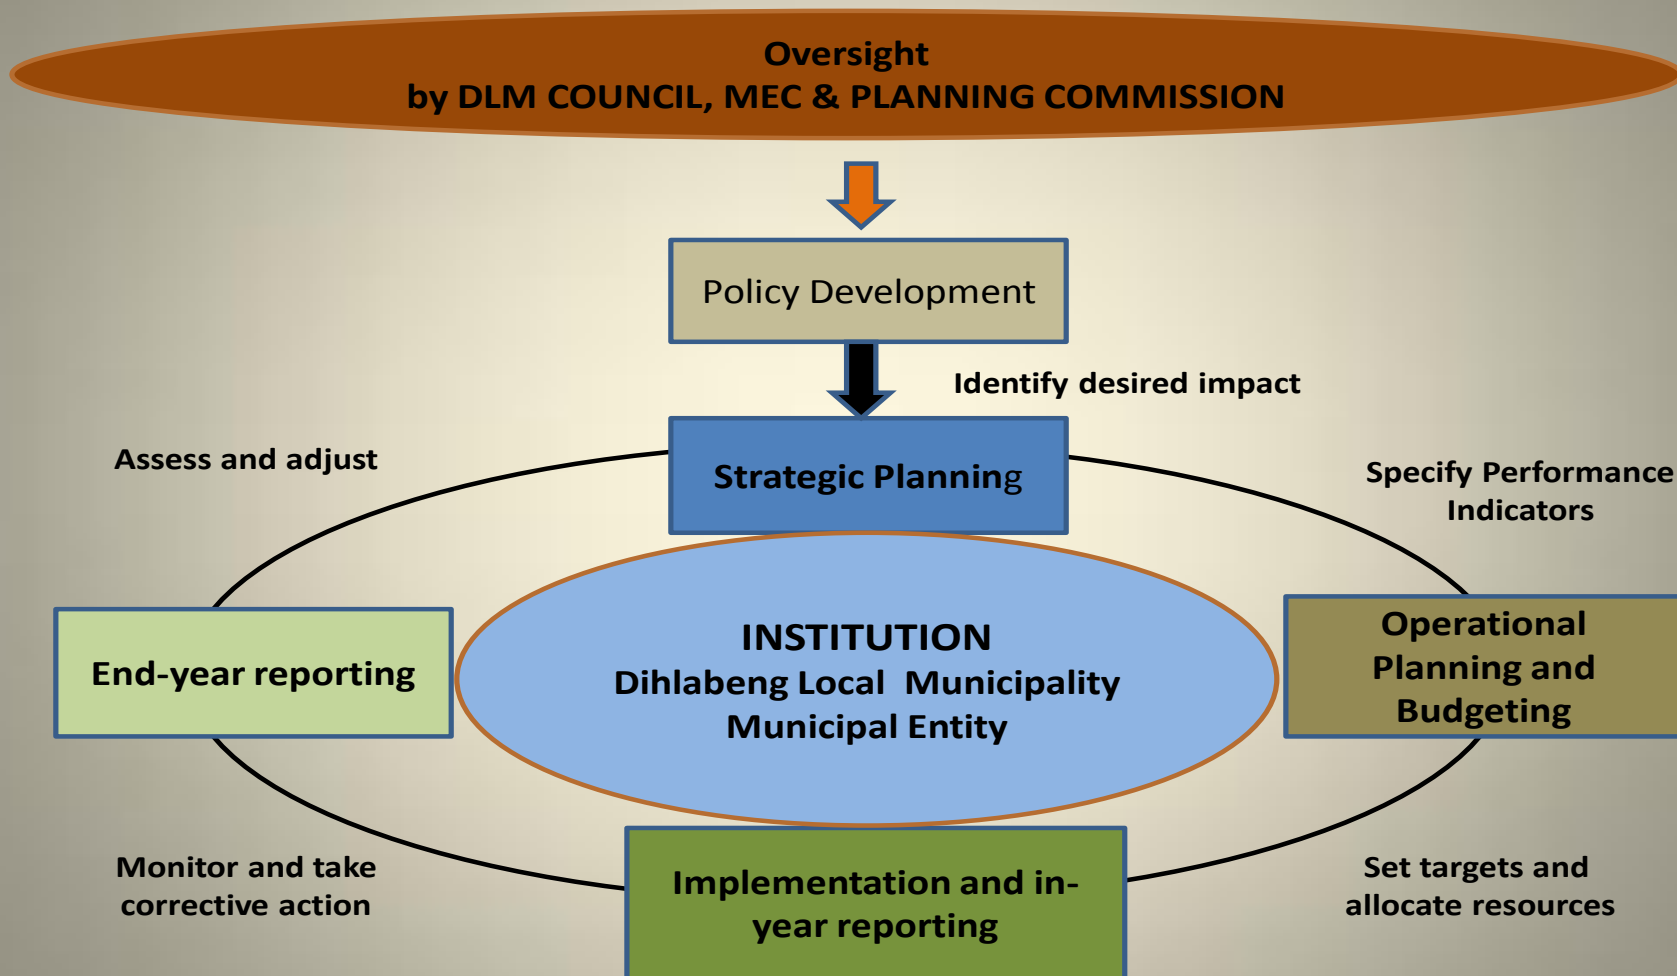 Oversight
by DLM COUNCIL, MEC & PLANNING COMMISSION
Policy Development
Identify desired impact
Assess and adjust
Strategic Planning
Specify Performance
Indicators
End-year reporting
INSTITUTION
Dihlabeng Local Municipality
Municipal Entity
Operational
Planning and
Budgeting
Monitor and take
corrective action
Implementation and in-
year reporting
Set targets and
allocate resources